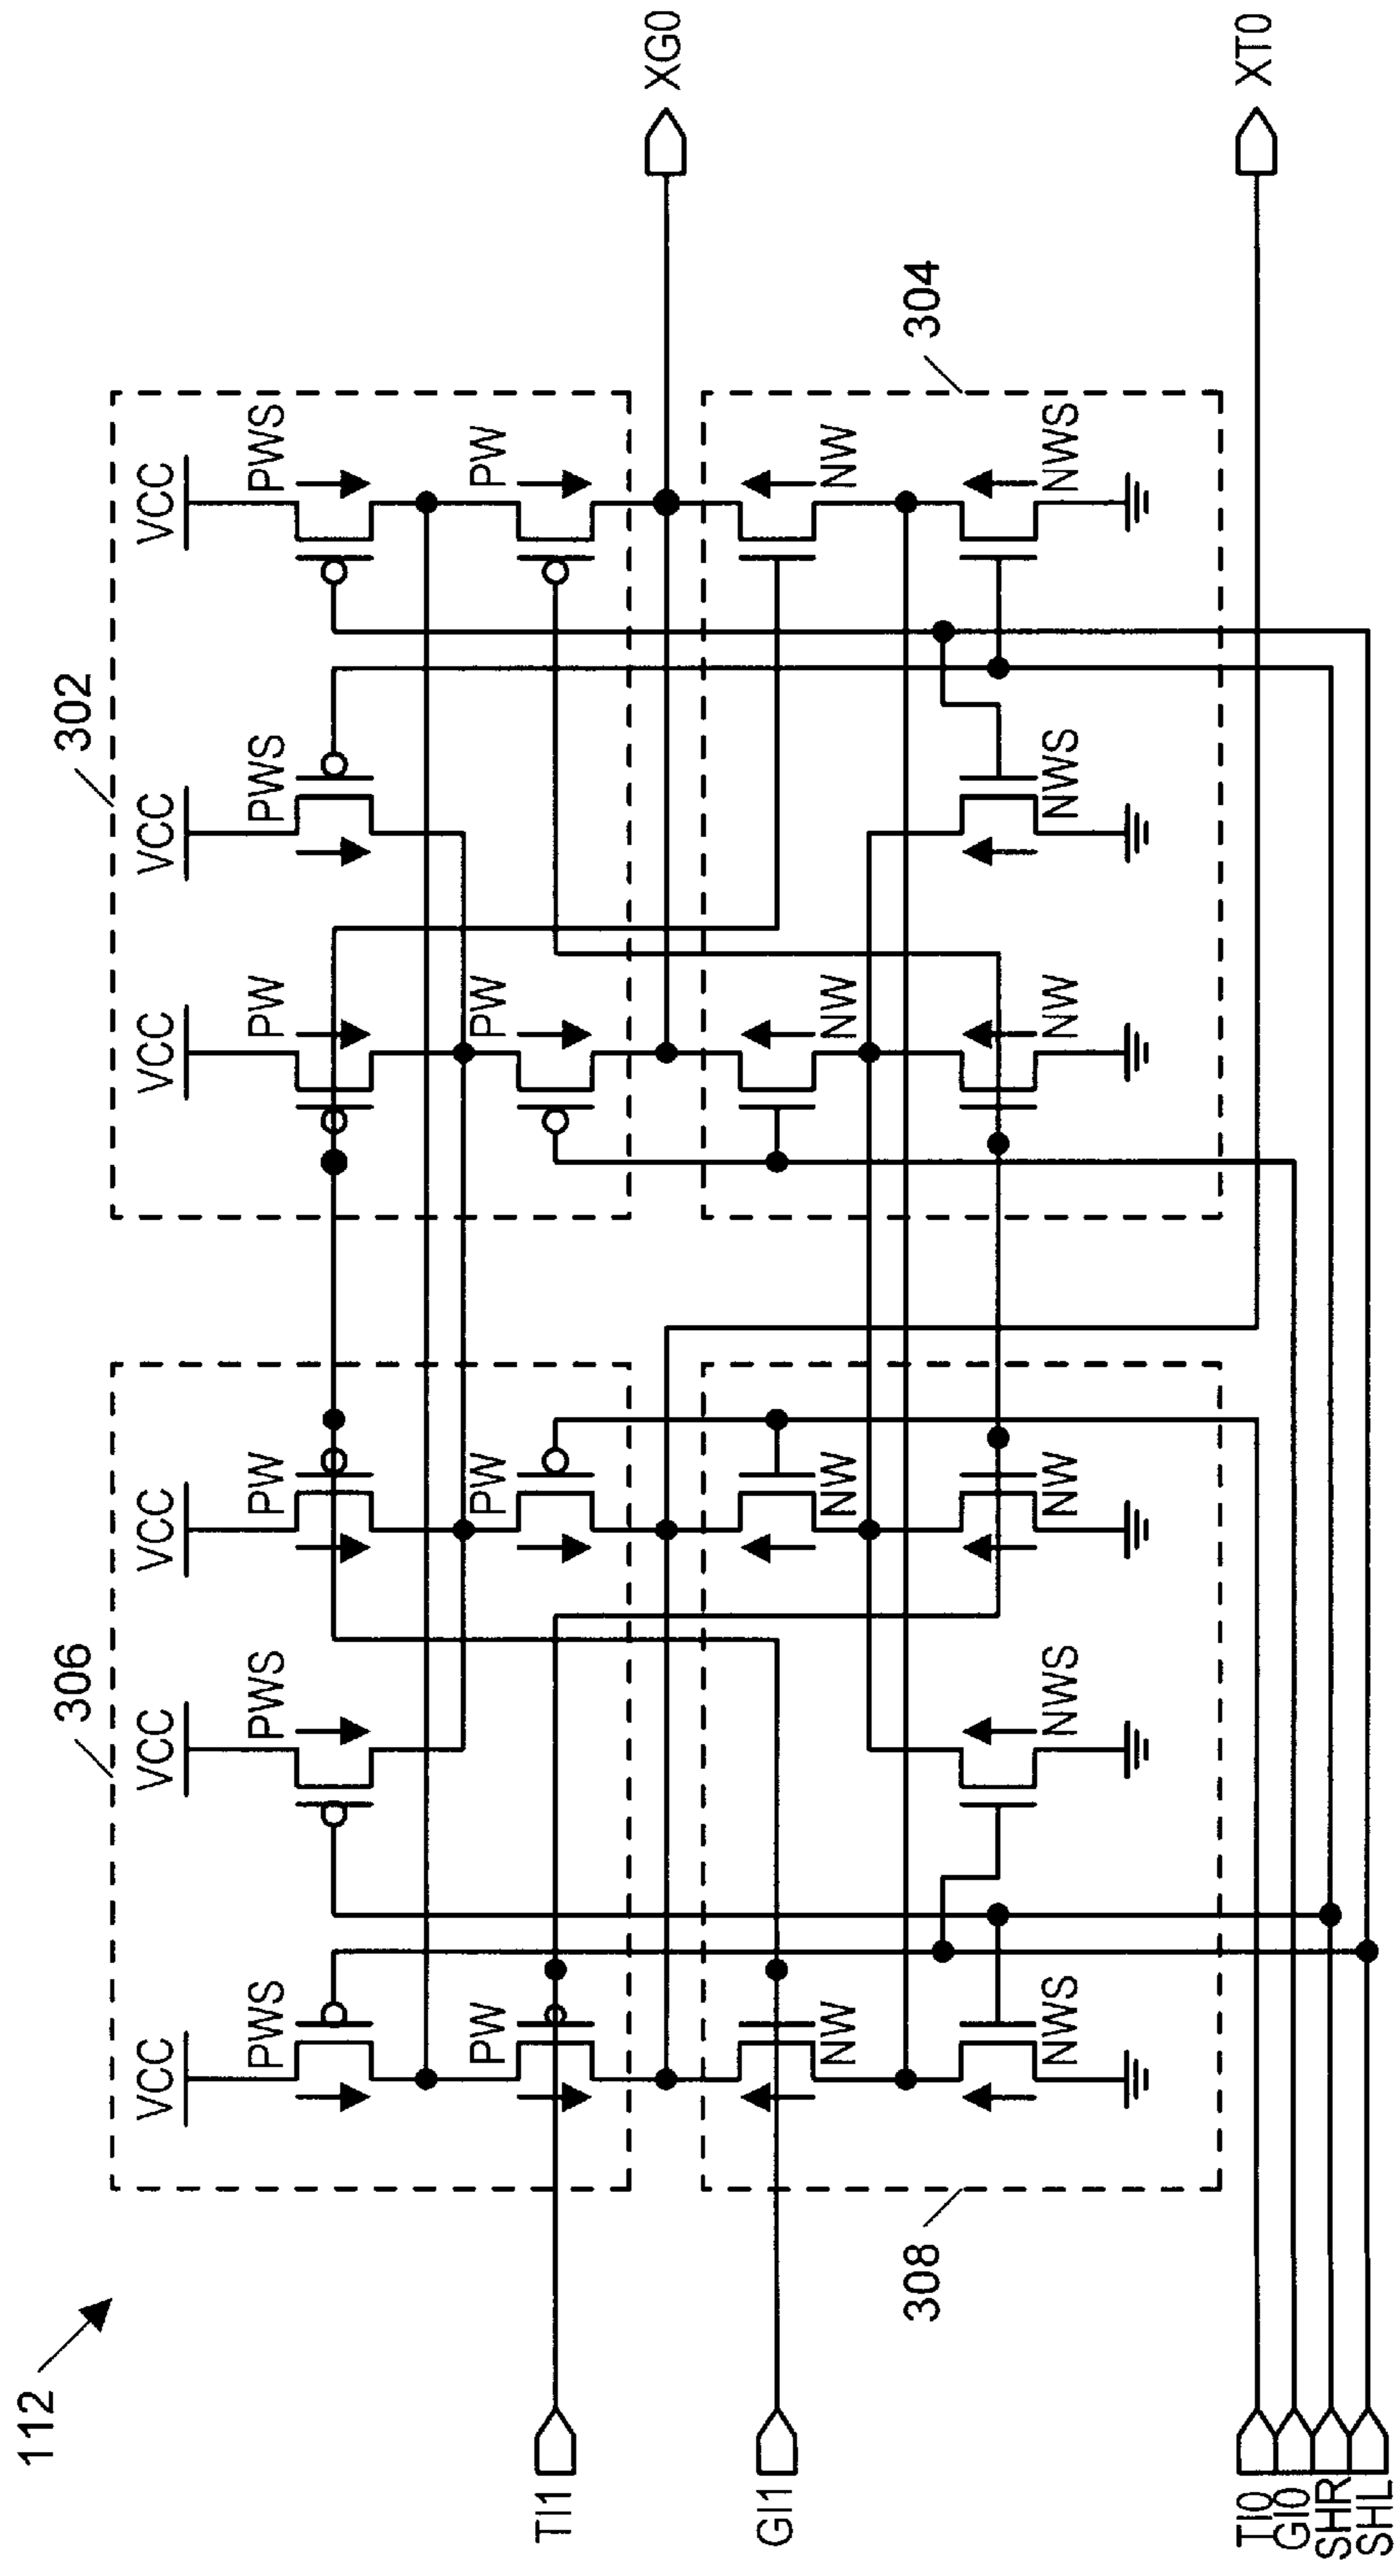 112
306
302
VCC
VCC
VCC
VCC
VCC
VCC
PWS
PWS
PW
PW
PWS
PWS
PW
PW
PW
PW
TI1
XG0
GI1
NW
NW
NW
NW
308
304
NWS
NWS
NW
NW
NWS
NWS
TI0
XT0
GI0
SHR
SHL